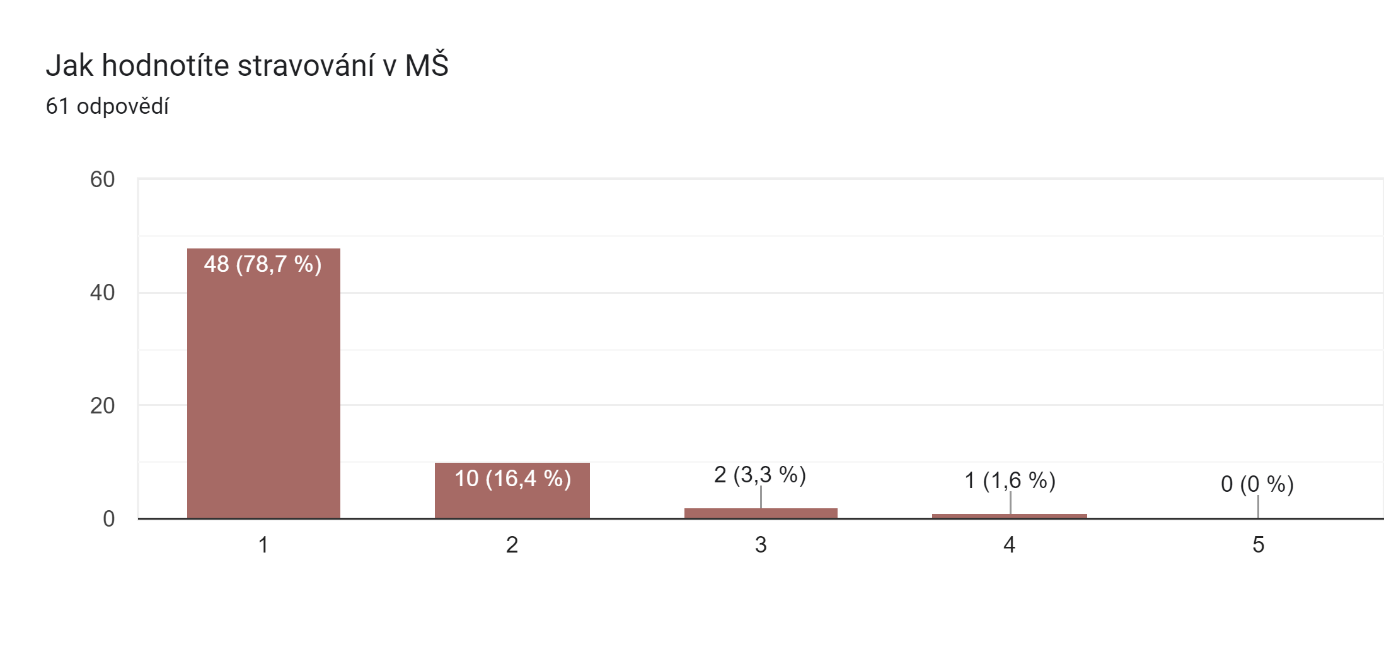 Jak hodnotíte stravování v MŠ
61 odpovědí
60
40
20
0
48 (78,7 %)
10 (16,4 %)
2 (3,3 %)
1 (1,6 %)
0 (0 %)
1
2
3
4
5